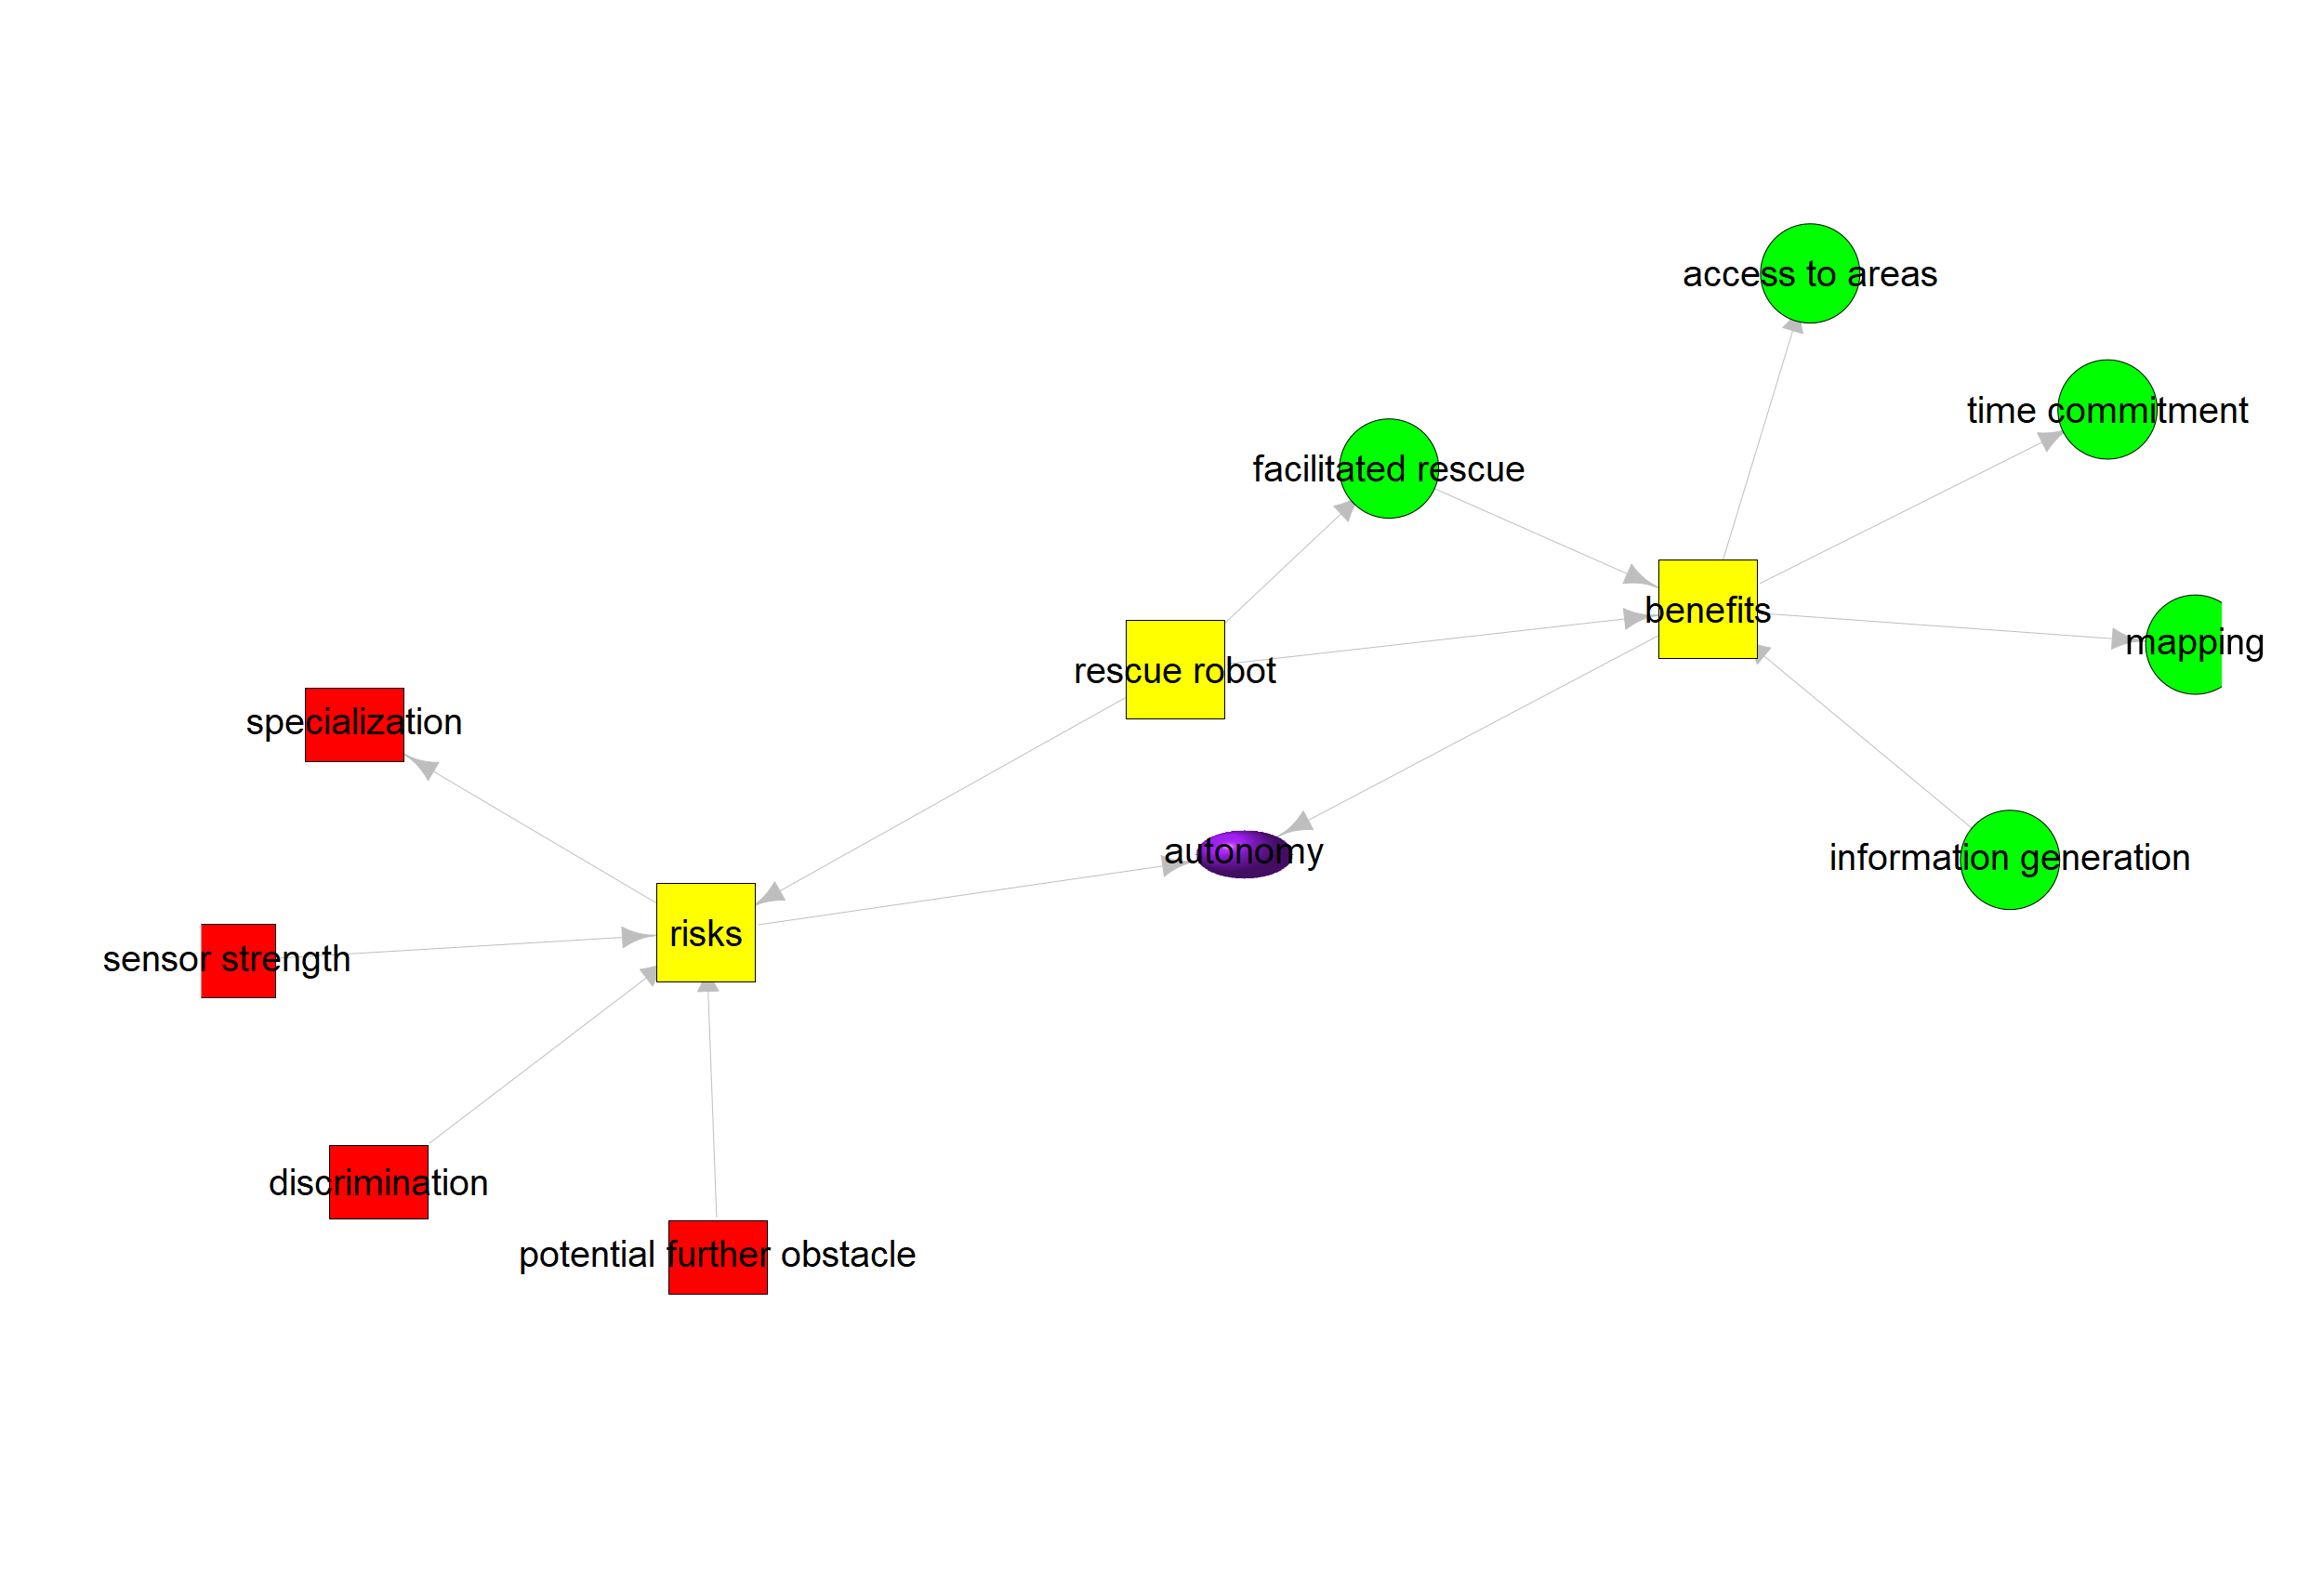 access to areas
time commitment
facilitated rescue
benefits
mapping
rescue robot
specialization
autonomy
information generation
risks
sensor strength
discrimination
potential further obstacle